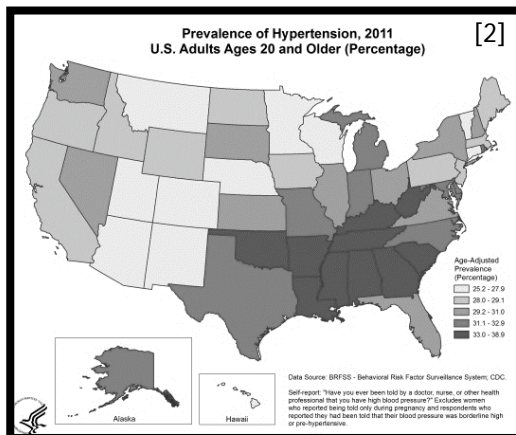 Prevalence of Hypertension, 2011
U.S. Adults Ages 20 and Older (Percentage)
[2]
Age-Adjusted
Prevalence
(Percentage)
25.2 - 27.9
28.0 - 29.1
29.2 - 31.0
31.1 - 32.9
33.0 - 38.9
Alaska
Hawaii
Data Source: BRFSS - Behavioral Risk Factor Surveillance System; CDC.
Self-report: "Have you ever been told by a doctor, nurse, or other health
professional that you have high blood pressure?" Excludes women
who reported being told only during pregnancy and respondents who
reported they had been told that their blood pressure was borderline high
or pre-hypertensive.